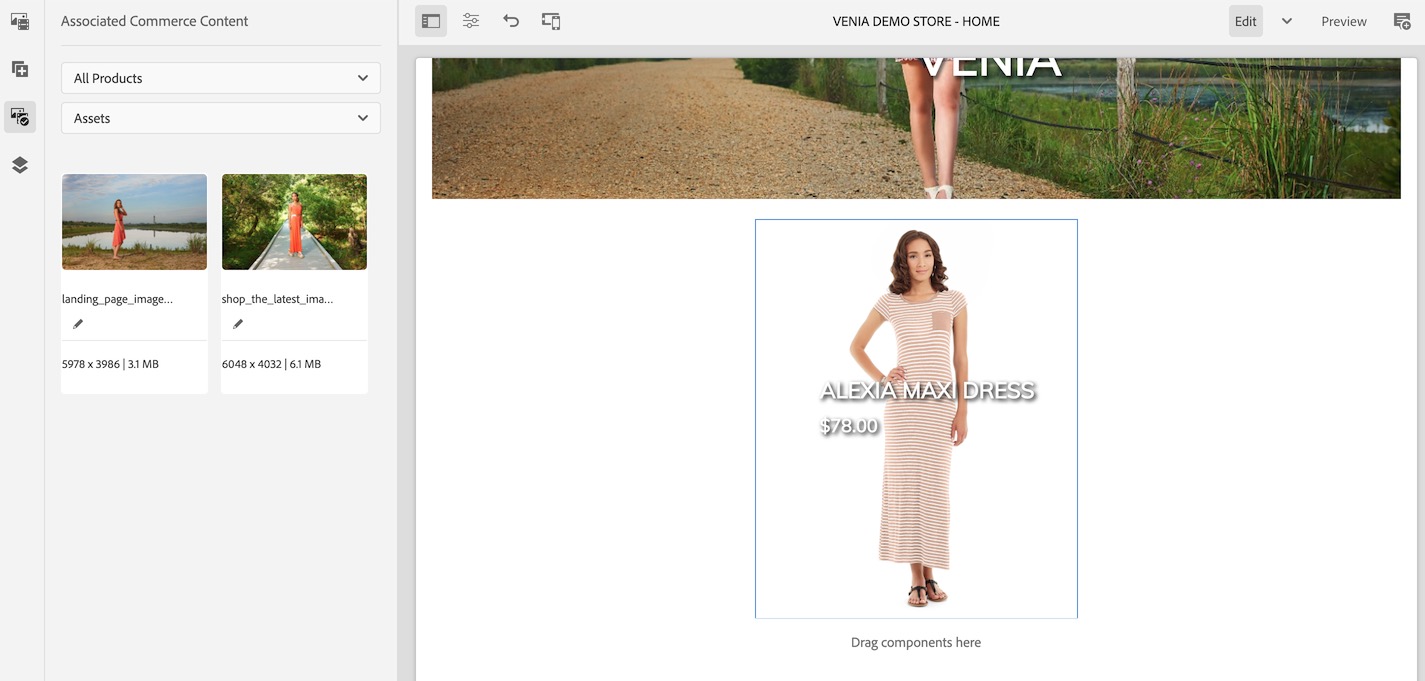 Associated Commerce Content
VENIA DEMO STORE - HOME
Edit
Preview
All Products
Assets
landing_page_image...
shop_the_latest_ima...
5978 x 3986 | 3.1 MB
6048 x 4032 | 6.1 MB
VENIA
ALEXIA MAXI DRESS
$78.00
Drag components here